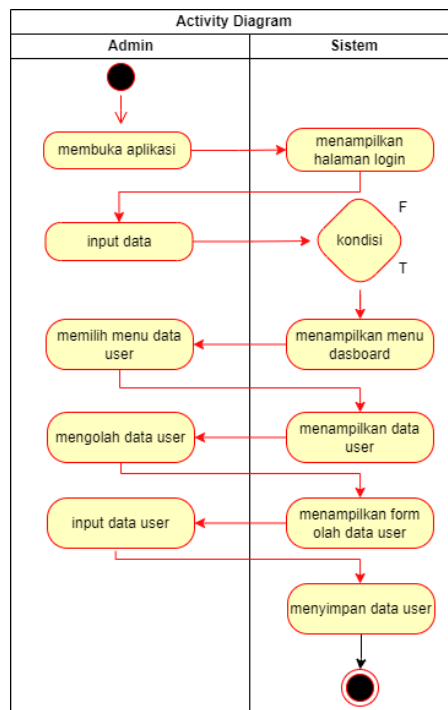 Activity Diagram
Admin
Sistem
membuka aplikasi
menampilkan
halaman login
input data
F
kondisi
T
memilih menu data
user
menampilkan menu
dasboard
mengolah data user
menampilkan data
user
input data user
menampilkan form
olah data user
menyimpan data user